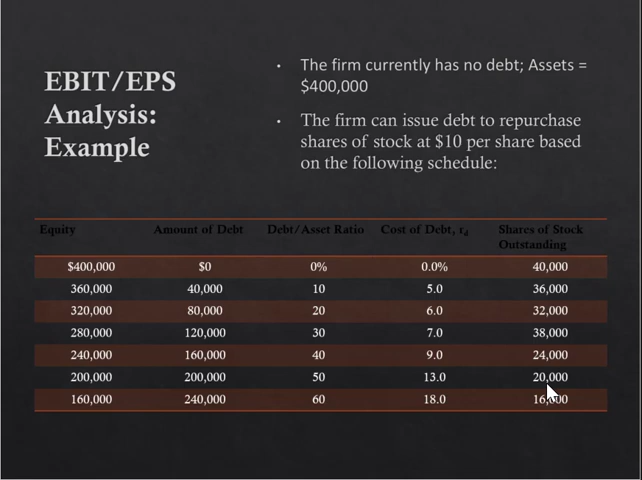 EBIT/EPS
Analysis:
Example
• The firm currently has no debt; Assets =
$400,000
• The firm can issue debt to repurchase
shares of stock at $10 per share based
on the following schedule:
Equity Amount of Debt Debt/Asset Ratio Cost of Debt, rd Shares of Stock
Outstanding
$400,000 $0 0% 0.0% 40,000
360,000 40,000 10 5.0 36,000
320,000 80,000 20 6.0 32,000
280,000 120,000 30 7.0 38,000
240,000 160,000 40 9.0 24,000
200,000 200,000 50 13.0 20,000
160,000 240,000 60 18.0 16,000